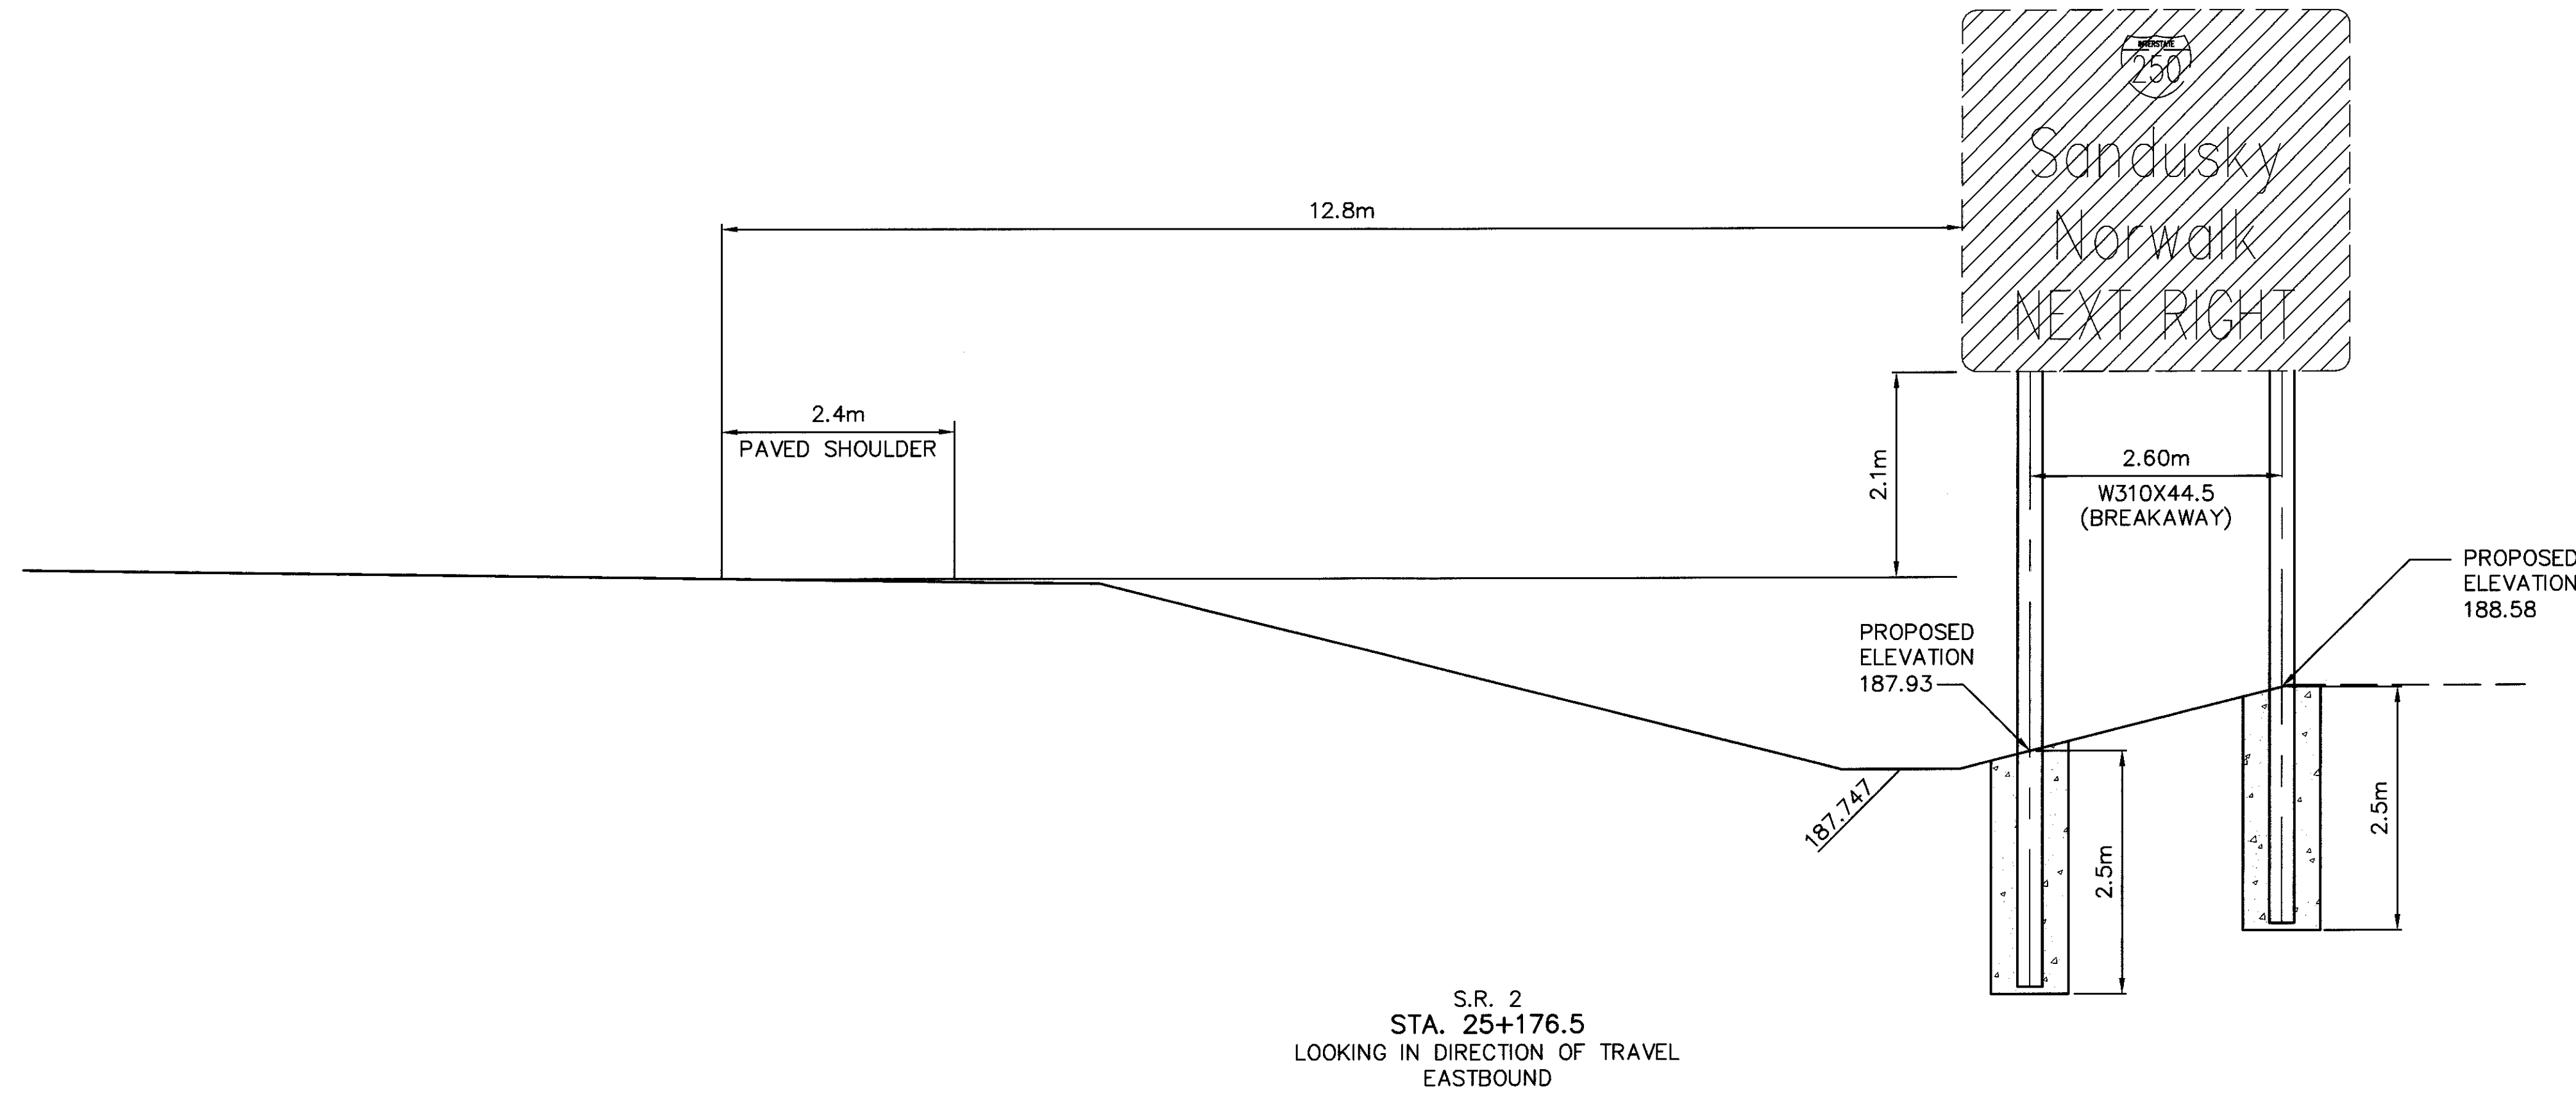 INTERSTATE
250
Sandusky
Norwalk
NEXT RIGHT
12.8m
2.4m
PAVED SHOULDER
2.1m
2.60m
W310X44.5
(BREAKAWAY)
PROPOSED
ELEVATION
188.58
PROPOSED
ELEVATION
187.93
187.747
2.5m
2.5m
S.R. 2
STA. 25+176.5
LOOKING IN DIRECTION OF TRAVEL
EASTBOUND